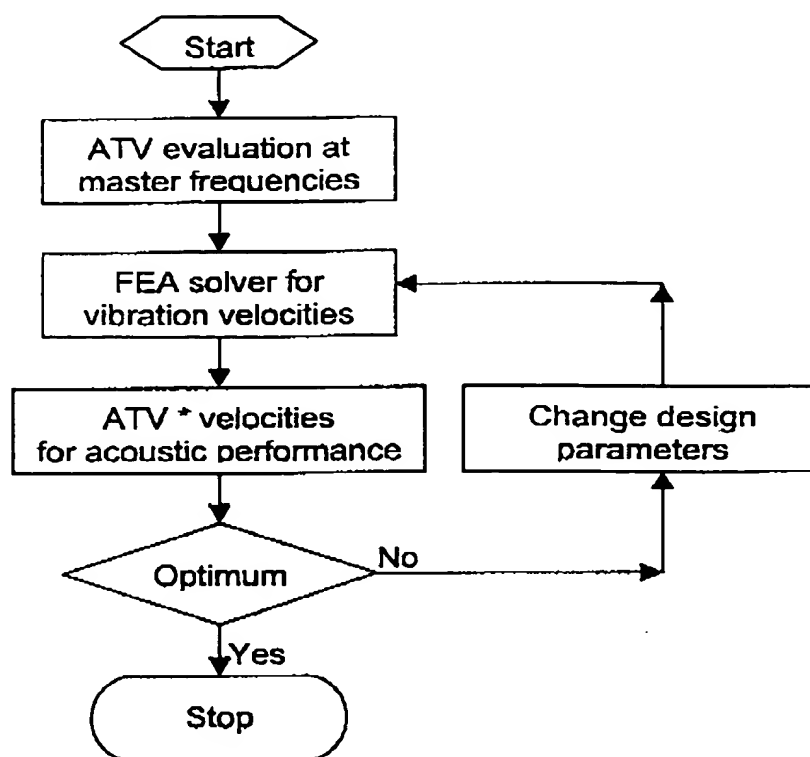 Start
ATV evaluation at
master frequencies
FEA solver for
vibration velocities
ATV * velocities
for acoustic performance
Change design
parameters
Optimum
No
Yes
Stop